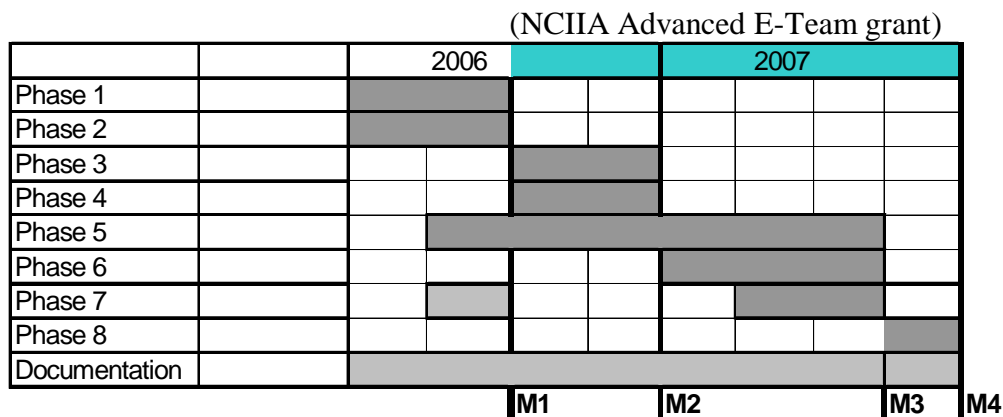 (NCIIA Advanced E-Team grant)
2006 2007
Phase 1
Phase 2
Phase 3
Phase 4
Phase 5
Phase 6
Phase 7
Phase 8
Documentation
M1 M2 M3 M4